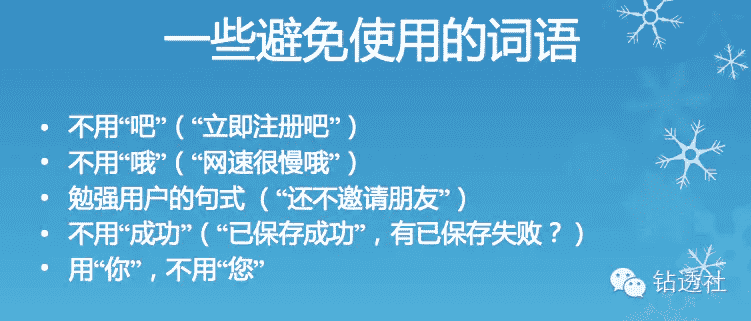 一些避免使用的词语
• 不用“吧”（“立即注册吧”）
• 不用“哦”（“网速很慢哦”）
• 勉强用户的句式 （“还不邀请朋友”）
• 不用“成功”（“已保存成功”，有已保存失败？）
• 用“你”，不用“您”
钻透社